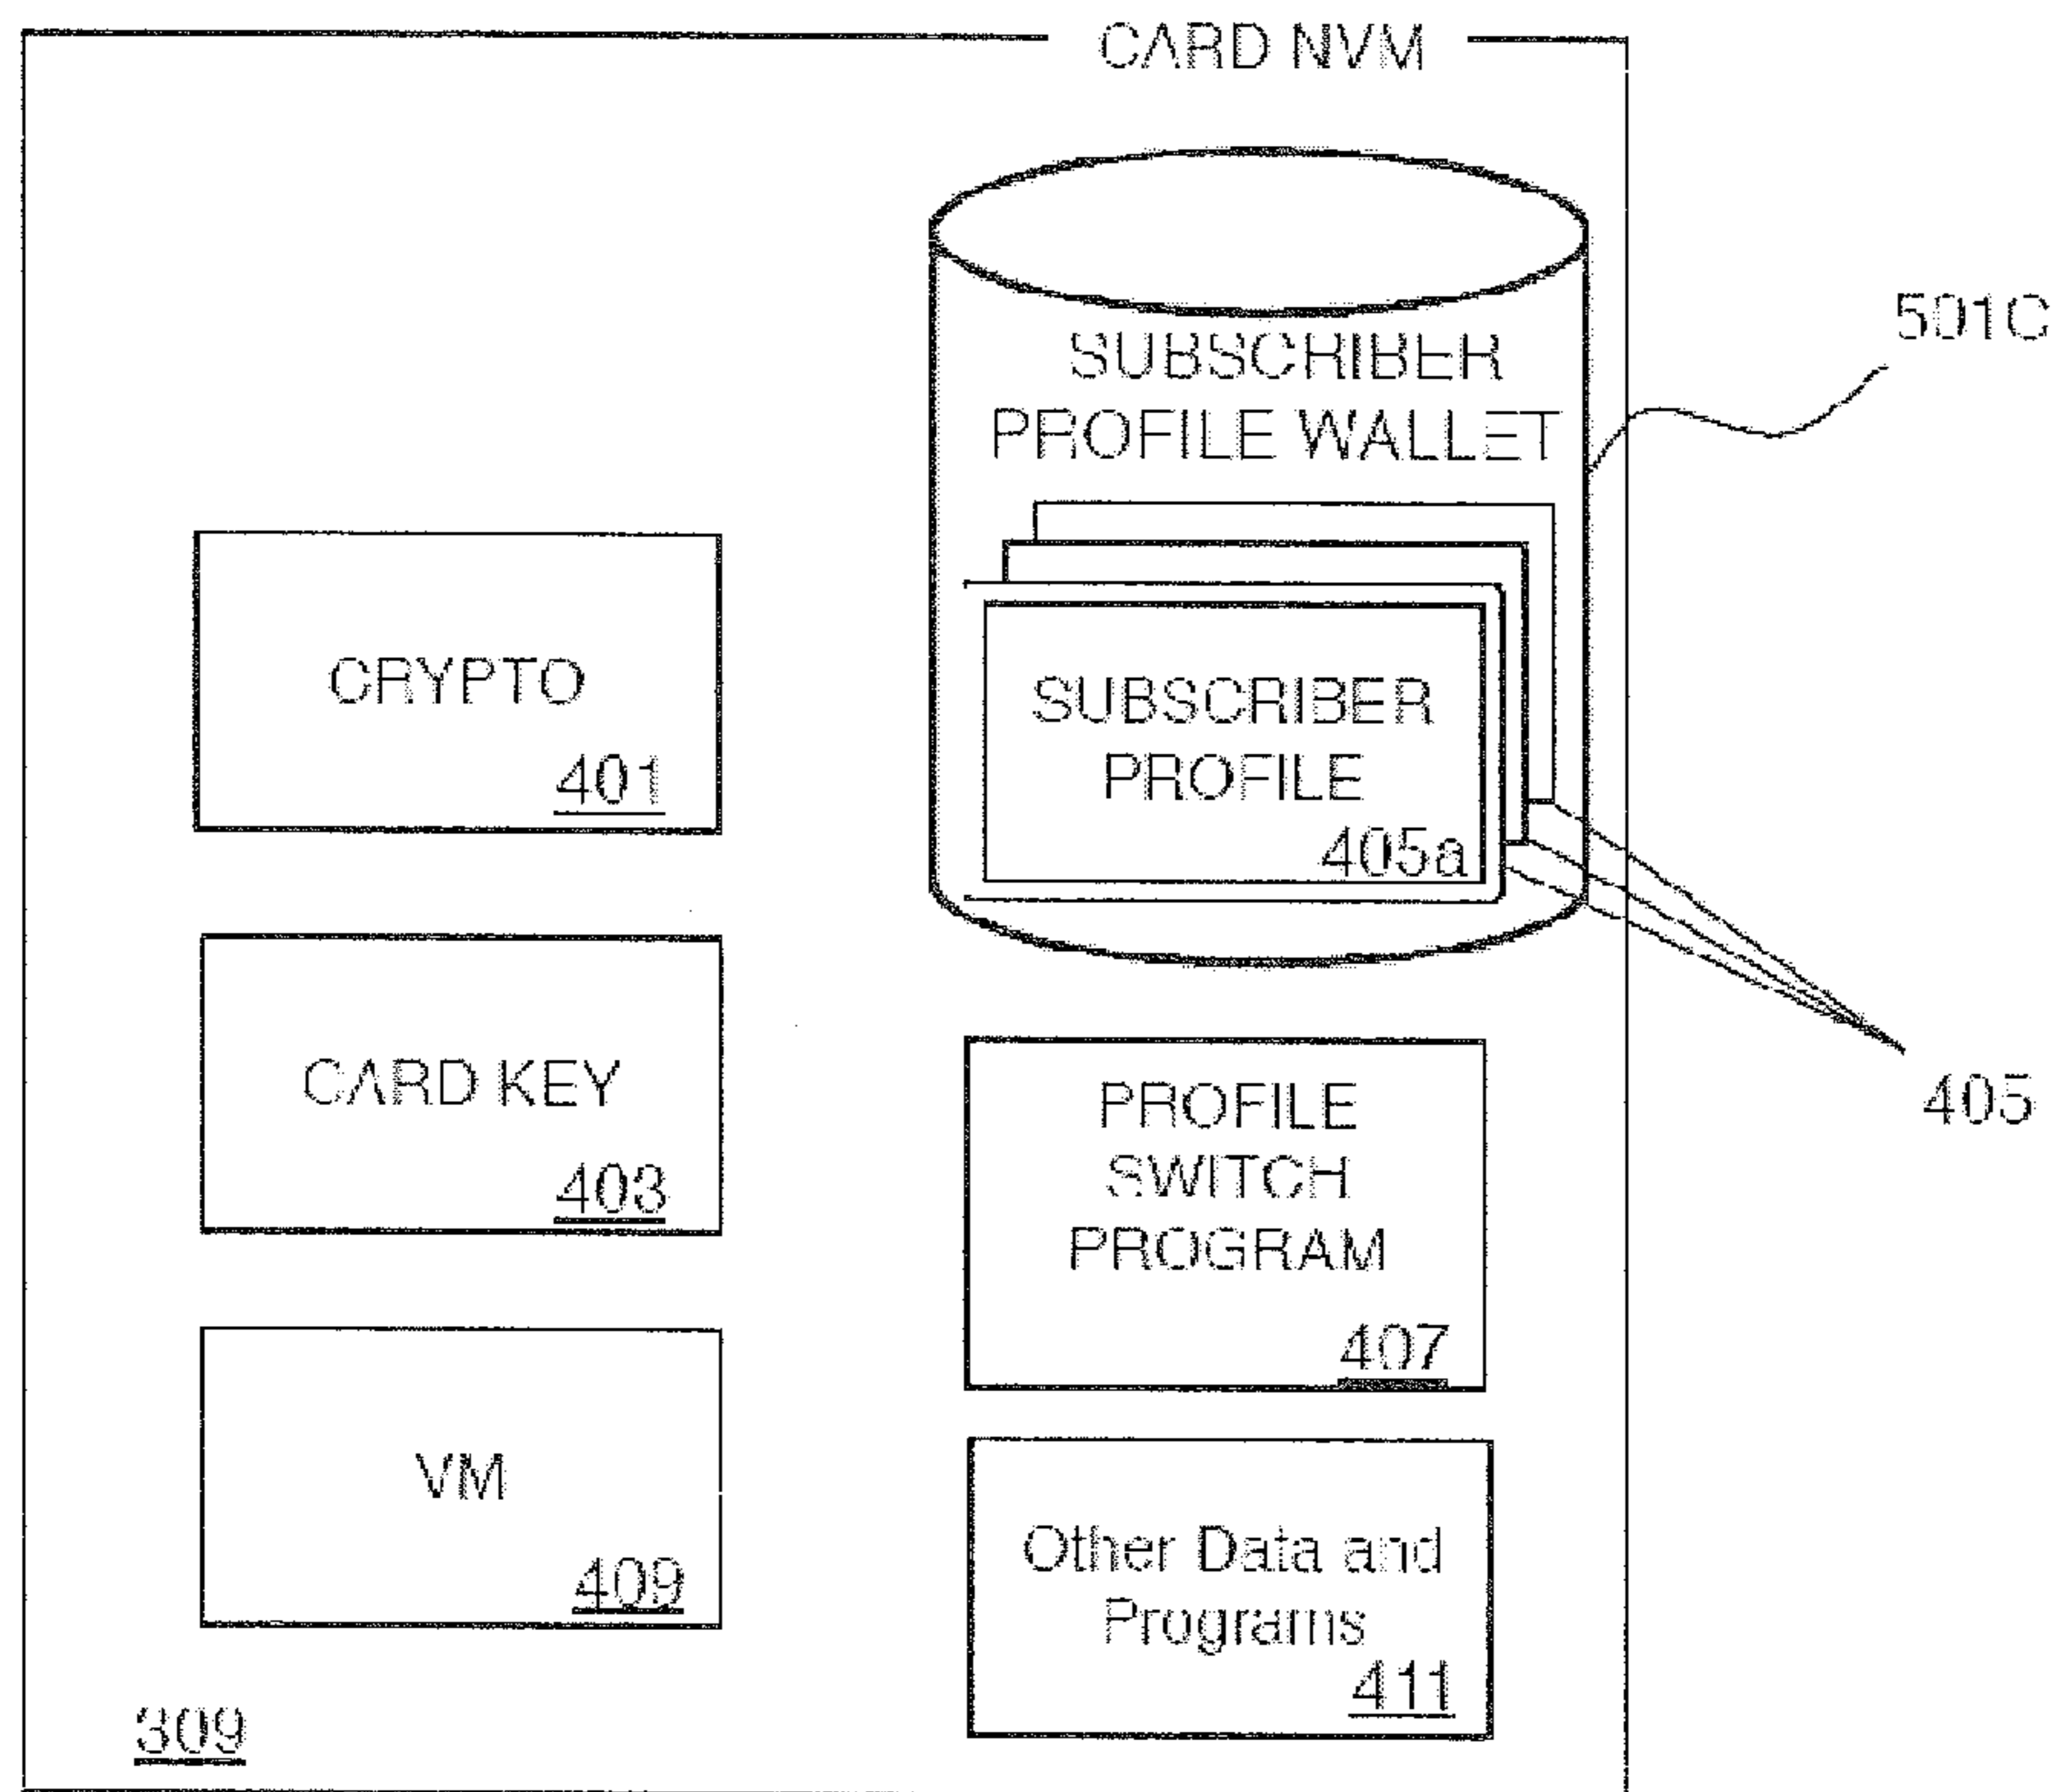 CARD NVM
SUBSCRIBER
PROFILE WALLET
501C
CRYPTO
401
SUBSCRIBER
PROFILE
405a
405
CARD KEY
403
PROFILE
SWITCH
PROGRAM
407
VM
409
Other Data and
Programs
411
309